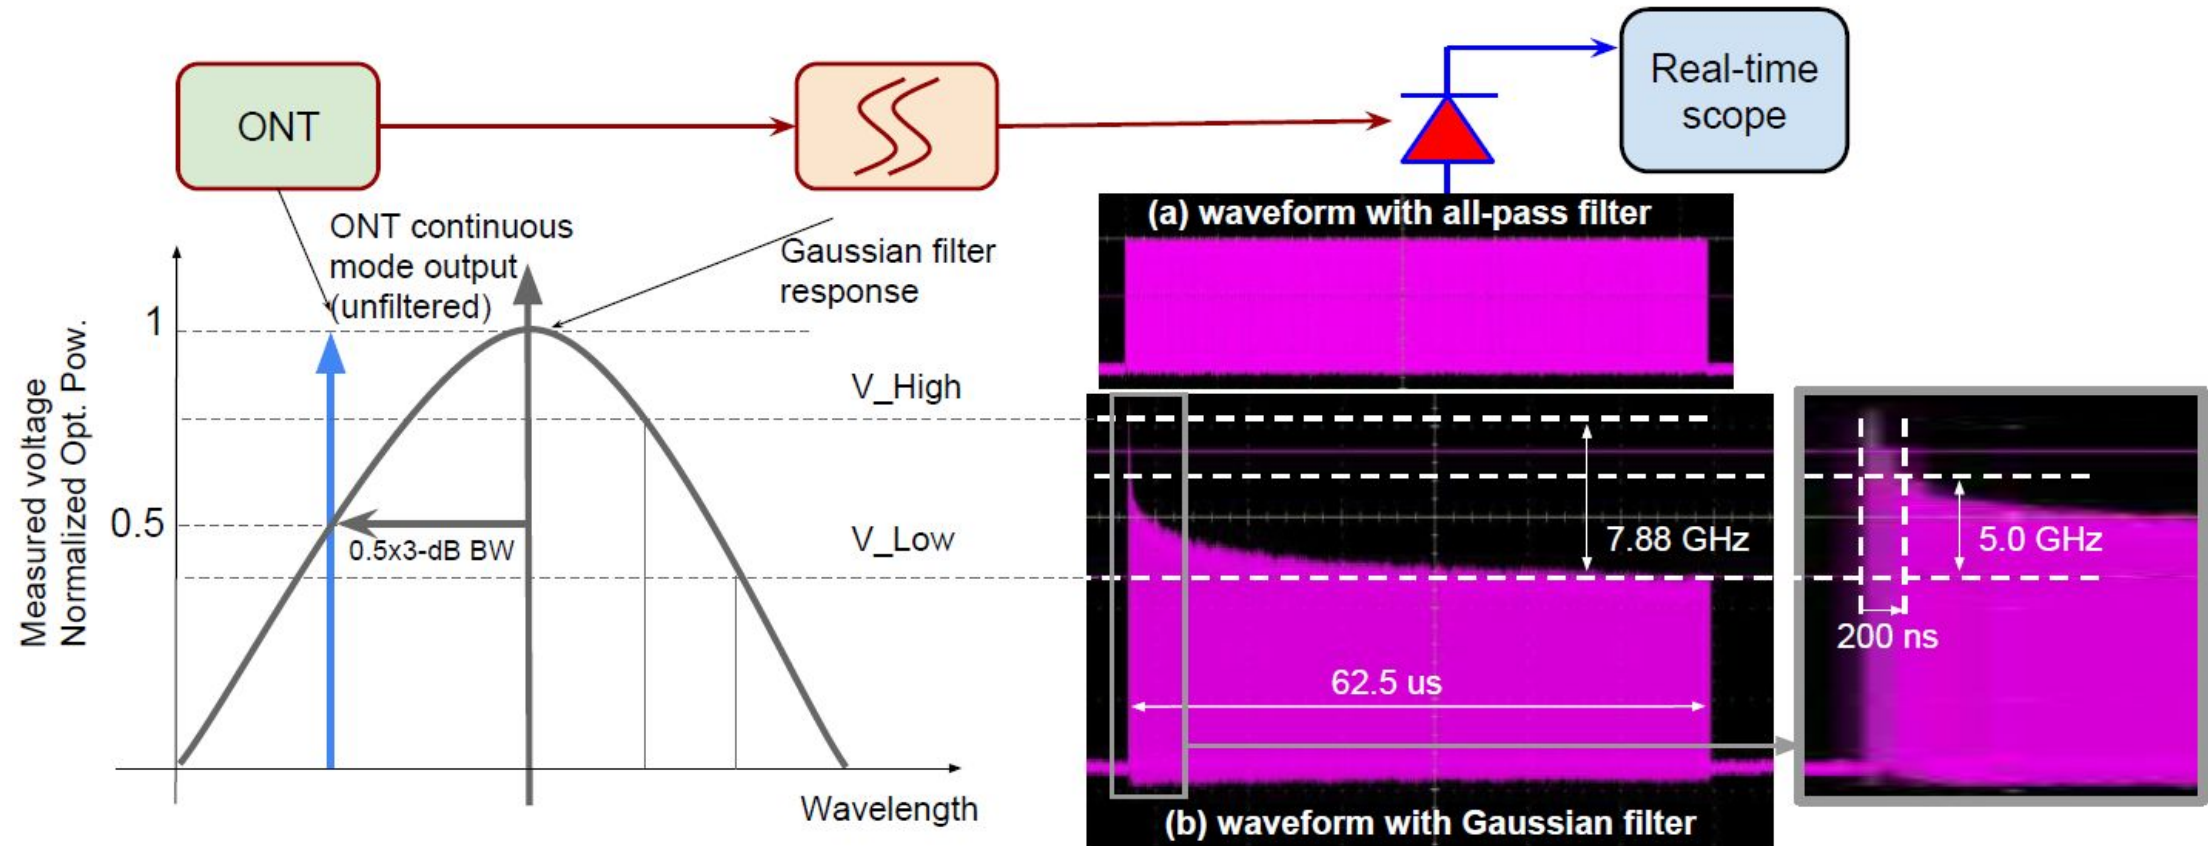 ONT
Real-time
scope
ONT continuous
mode output
(unfiltered)
Gaussian filter
response
(a) waveform with all-pass filter
1
0.5
Measured voltage
Normalized Opt. Pow.
0.5x3-dB BW
V_High
V_Low
Wavelength
7.88 GHz
62.5 us
(b) waveform with Gaussian filter
5.0 GHz
200 ns